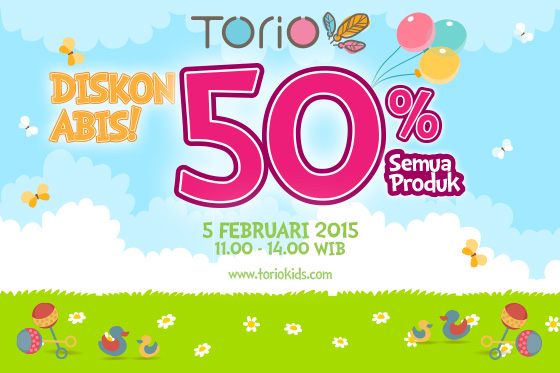 Torio
DISKON
ABIS!
50%
Semua
Produk
5 FEBRUARI 2015
11.00 - 14.00 WIB
www.toriokids.com